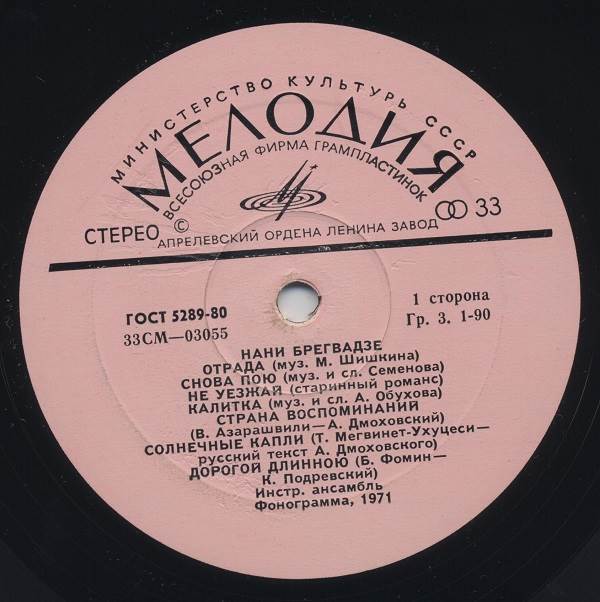 МИНИСТЕРСТВО КУЛЬТУРЫ СССР
МЕЛОДИЯ
ВСЕСОЮЗНАЯ ФИРМА ГРАМПЛАСТИНОК
СТЕРЕО © 33
АПРЕЛЕВСКИЙ ОРДЕНА ЛЕНИНА ЗАВОД
ГОСТ 5289-80
33СМ—03055
1 сторона
Гр. 3. 1-90
НАНИ БРЕГВАДЗЕ
ОТРАДА (муз. М. Шишкина)
СНОВА ПОЮ (муз. и сл. Семенова)
НЕ УЕЗЖАЙ (старинный романс)
КАЛИТКА (муз. и сл. А. Обухова)
СТРАНА ВОСПОМИНАНИЙ
(В. Азарашвили—А. Дмоховский)
СОЛНЕЧНЫЕ КАПЛИ (Т. Мегвинет-Ухуцеси—
русский текст А. Дмоховского)
ДОРОГОЙ ДЛИННОЮ (Б. Фомин—
К. Подревский)
Инстр. ансамбль
Фонограмма, 1971